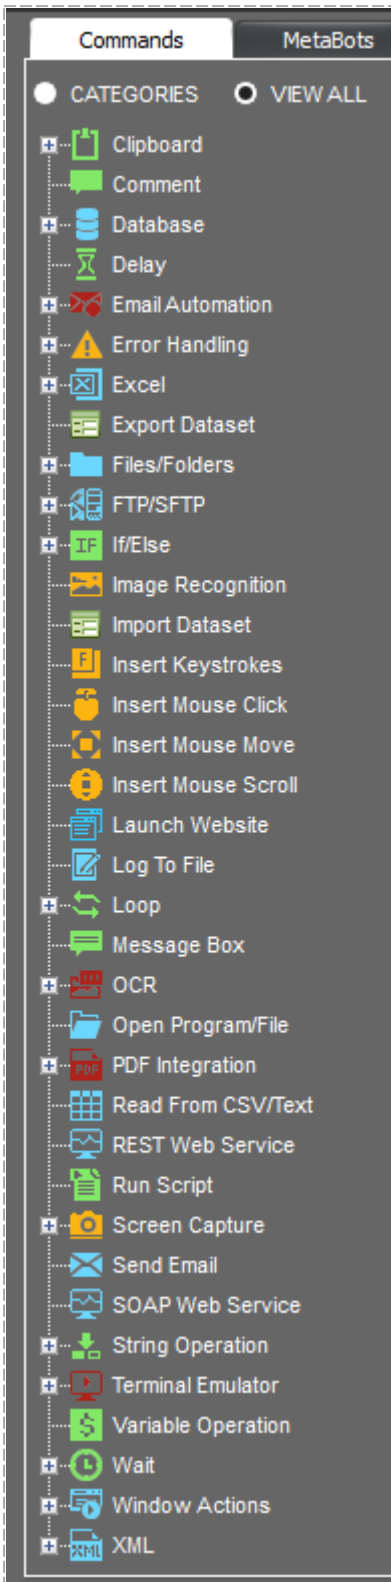 Commands MetaBots
CATEGORIES VIEW ALL
Clipboard
Comment
Database
Delay
Email Automation
Error Handling
Excel
Export Dataset
Files/Folders
FTP/SFTP
IF If/Else
Image Recognition
Import Dataset
F Insert Keystrokes
Insert Mouse Click
Insert Mouse Move
Insert Mouse Scroll
Launch Website
Log To File
Loop
Message Box
OCR
Open Program/File
PDF PDF Integration
Read From CSV/Text
REST Web Service
Run Script
Screen Capture
Send Email
SOAP Web Service
String Operation
Terminal Emulator
$ Variable Operation
Wait
Window Actions
XML XML